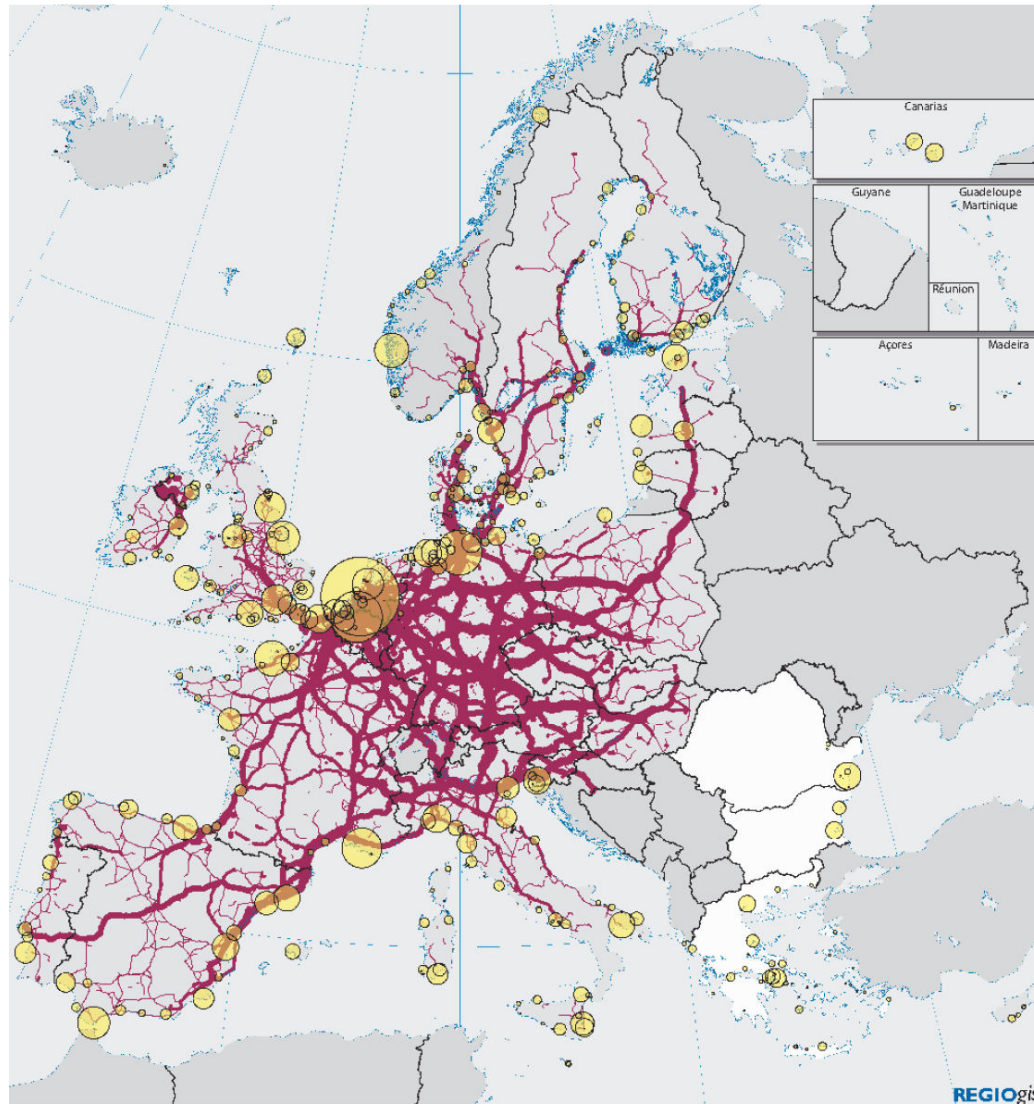 Canarias
Guyane
Guadeloupe
Martinique
Réunion
Açores
Madeira
REGIOgis